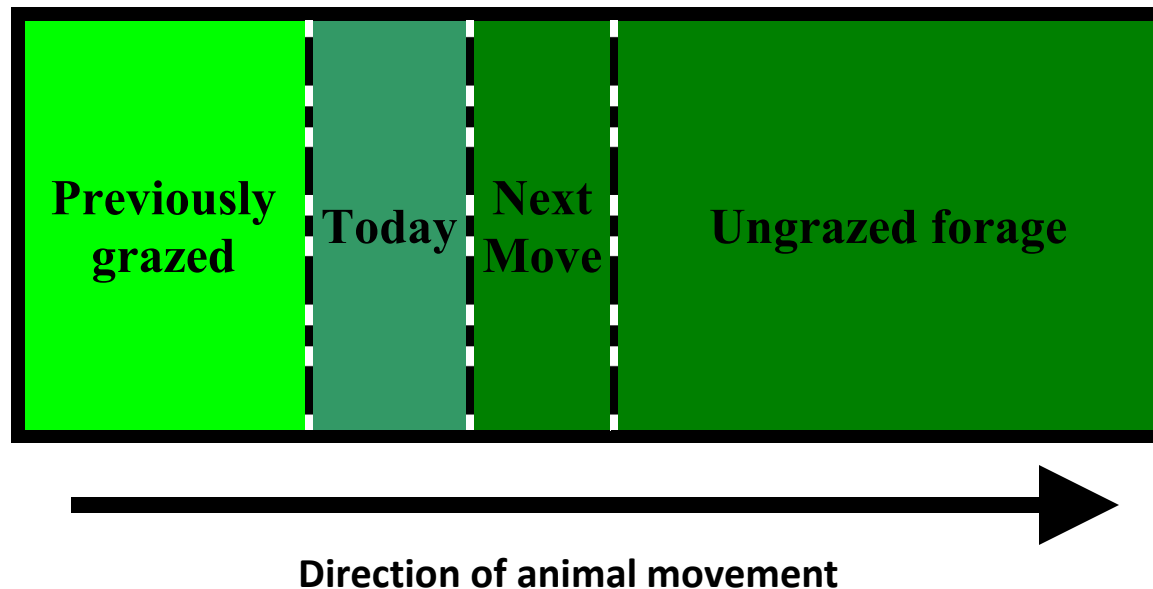 Previously
grazed
Today
Next
Move
Ungrazed forage
Direction of animal movement